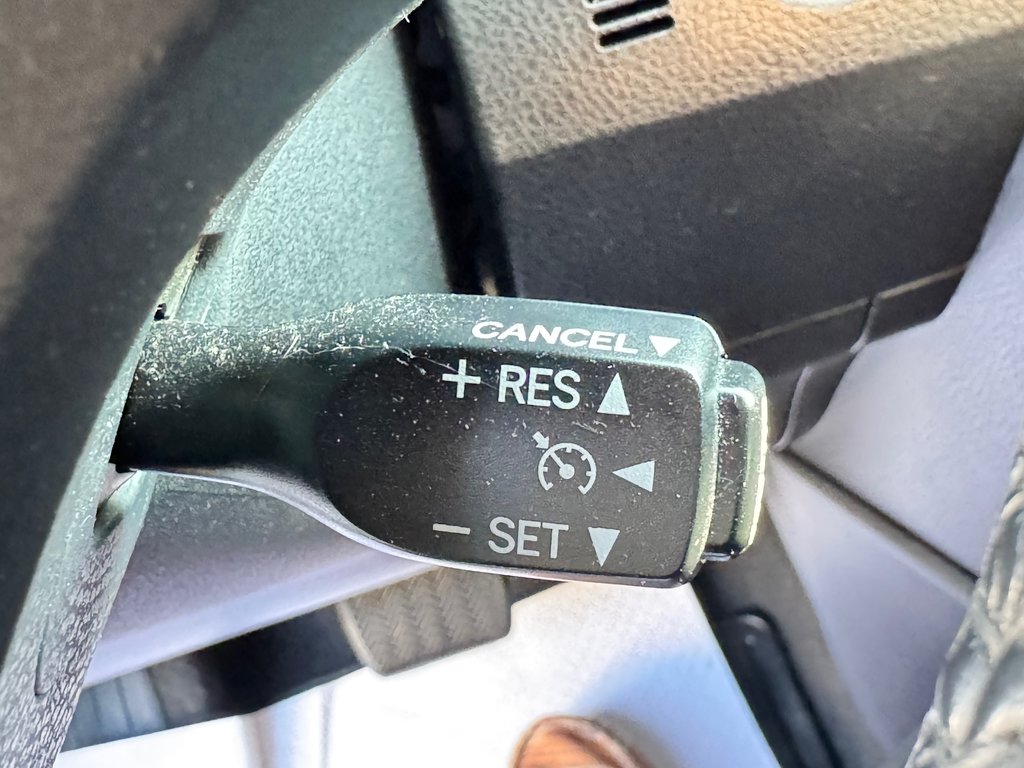 CANCEL ▼
+ RES ▲
◀
− SET ▼